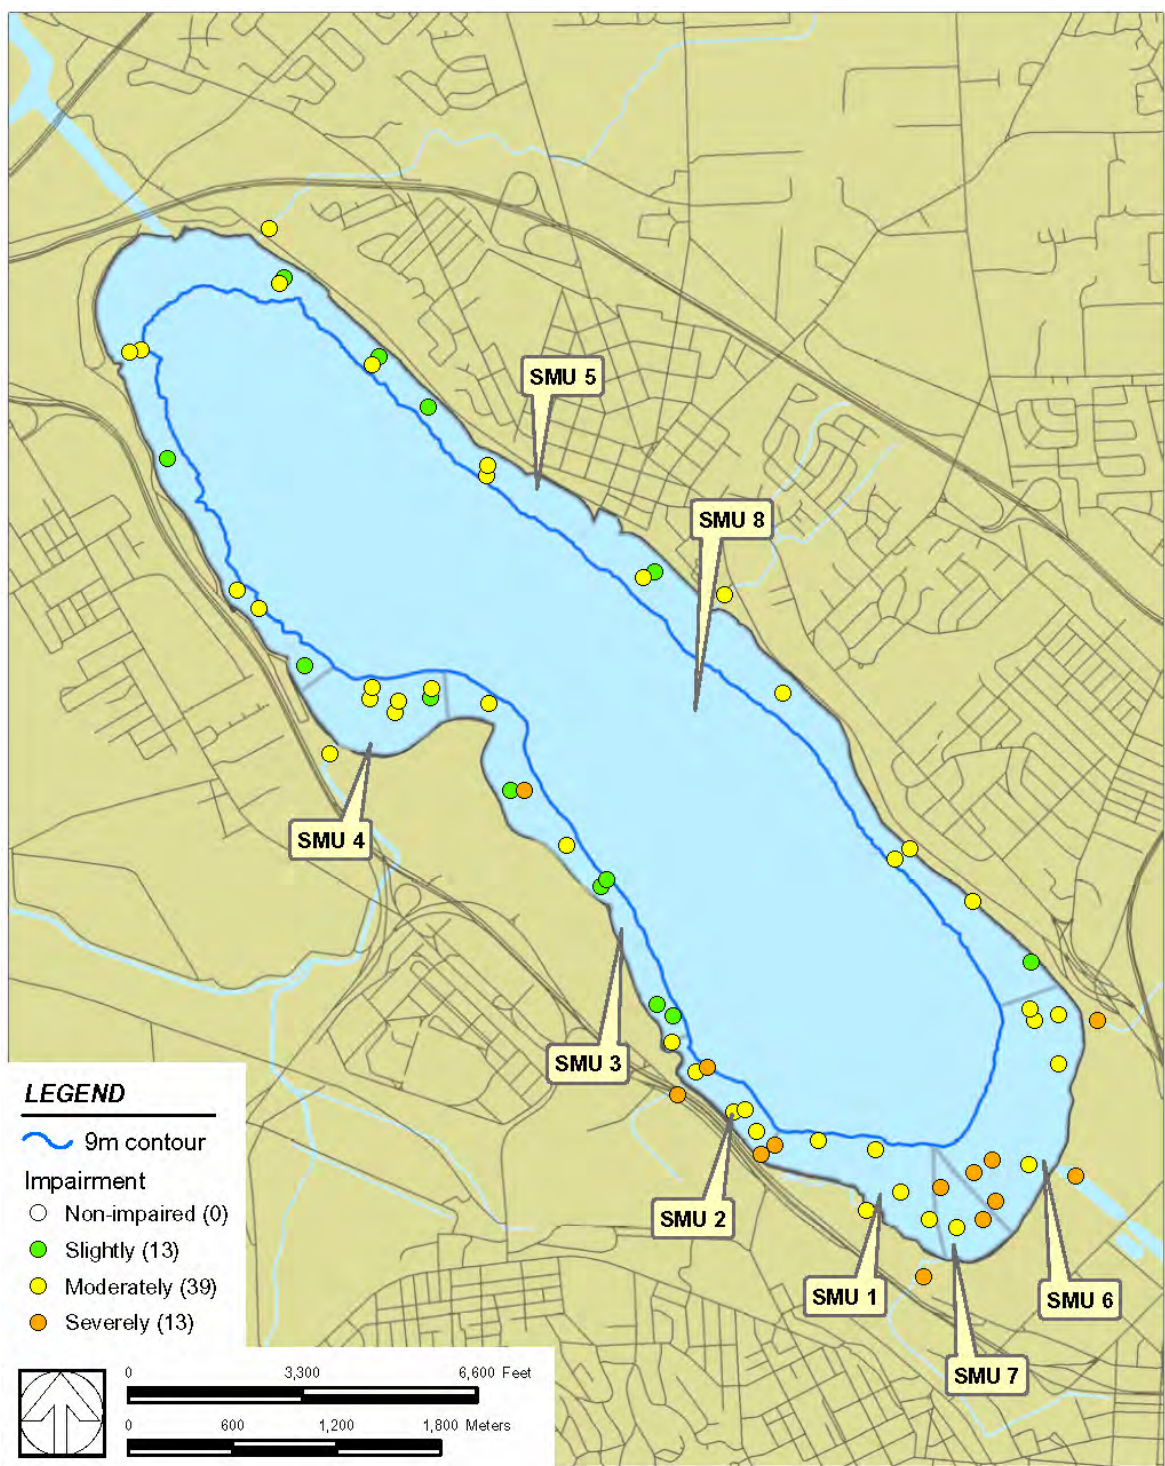 SMU 5
SMU 8
SMU 4
SMU 3
SMU 2
SMU 1
SMU 6
SMU 7
LEGEND
9m contour
Impairment
Non-impaired (0)
Slightly (13)
Moderately (39)
Severely (13)
0 3,300 6,600 Feet
0 600 1,200 1,800 Meters